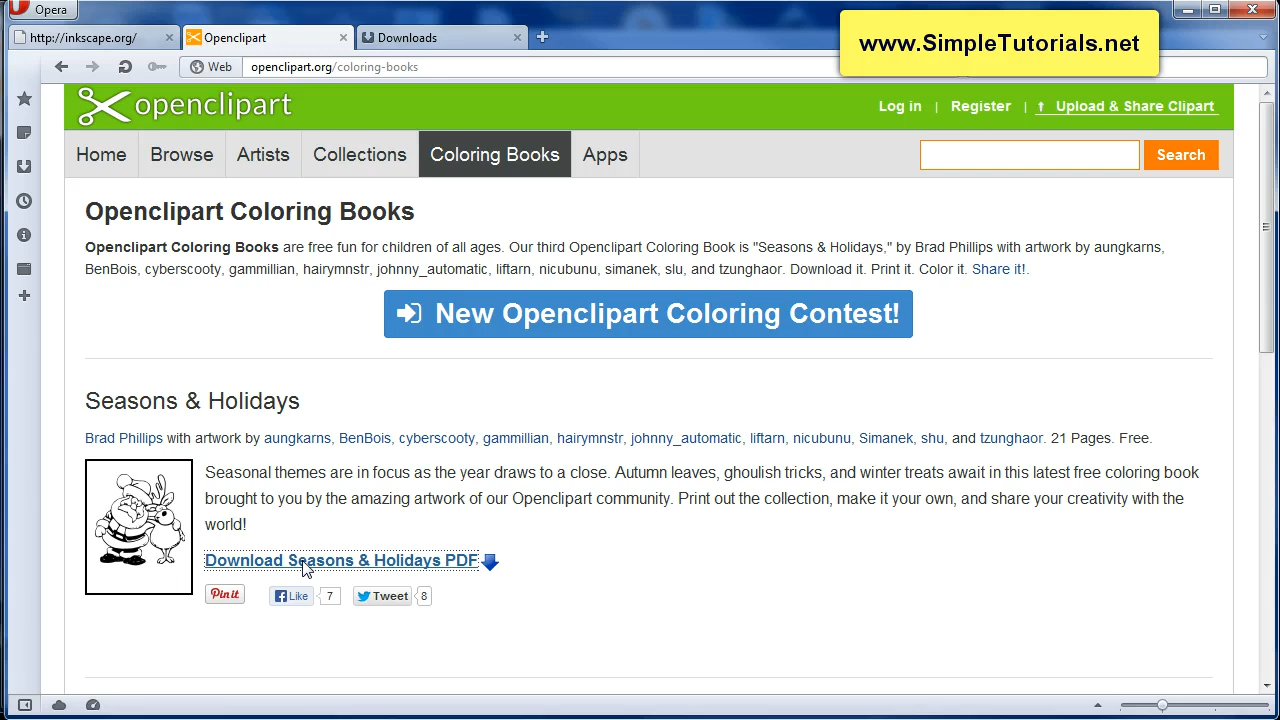 Opera
http://inkscape.org/
Openclipart
Downloads
www.SimpleTutorials.net
Web
openclipart.org/coloring-books
openclipart
Log in | Register | Upload & Share Clipart
Home
Browse
Artists
Collections
Coloring Books
Apps
Search
Openclipart Coloring Books
Openclipart Coloring Books are free fun for children of all ages. Our third Openclipart Coloring Book is "Seasons & Holidays," by Brad Phillips with artwork by aungkarns,
BenBois, cyberscooty, gammillian, hairymnstr, johnny_automatic, liftarn, nicubunu, simanek, slu, and tzunghaor. Download it. Print it. Color it. Share it!.
New Openclipart Coloring Contest!
Seasons & Holidays
Brad Phillips with artwork by aungkarns, BenBois, cyberscooty, gammillian, hairymnstr, johnny_automatic, liftarn, nicubunu, Simanek, shu, and tzunghaor. 21 Pages. Free.
Seasonal themes are in focus as the year draws to a close. Autumn leaves, ghoulish tricks, and winter treats await in this latest free coloring book
brought to you by the amazing artwork of our Openclipart community. Print out the collection, make it your own, and share your creativity with the
world!
Download Seasons & Holidays PDF
Pin it
Like
7
Tweet
8